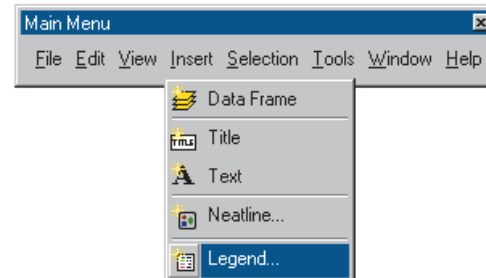 Main Menu
File Edit View Insert Selection Tools Window Help
Data Frame
Title
Text
Neatline...
Legend...